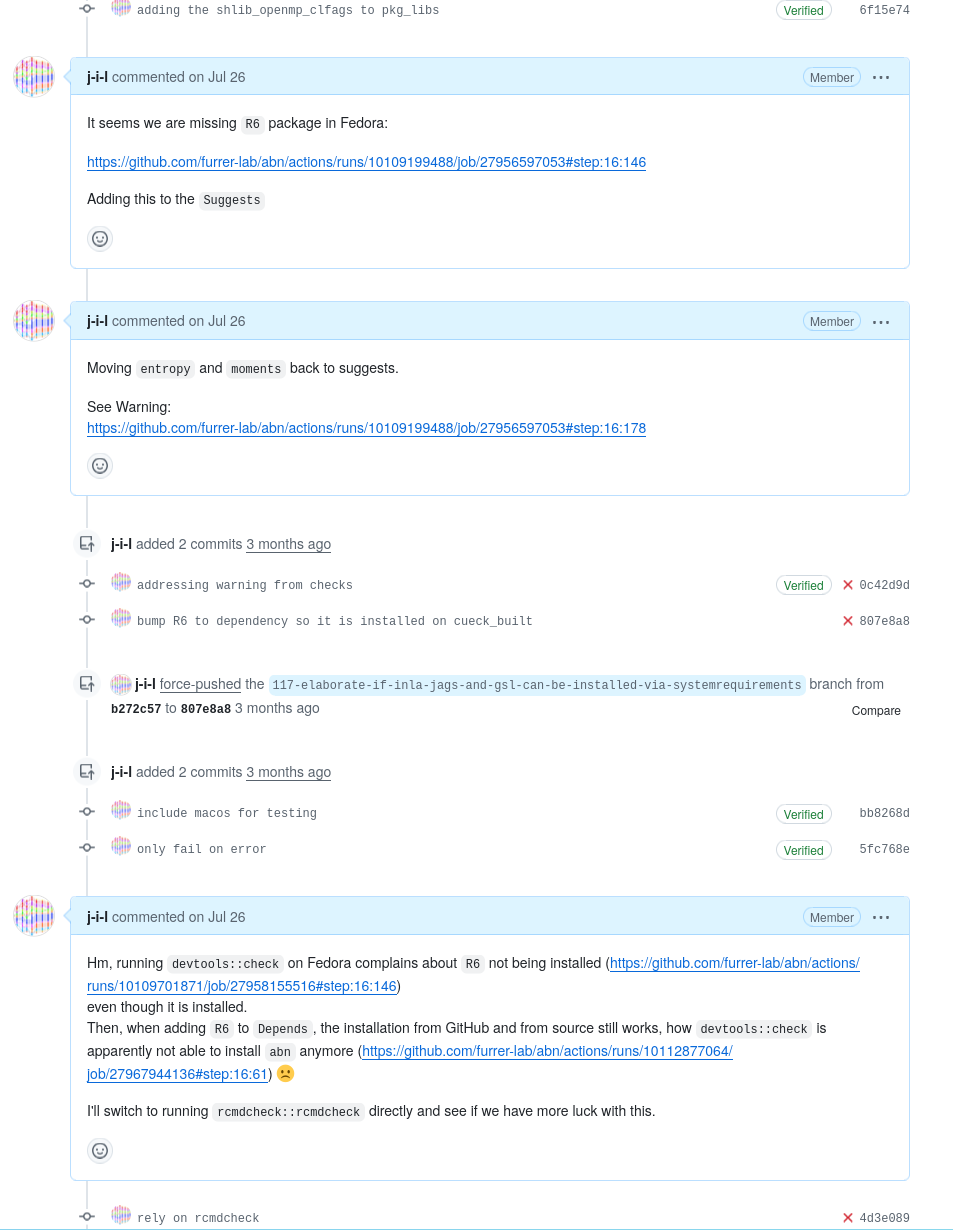 adding the shlib_openmp_clfags to pkg_libs Verified 6f15e74
j-i-l commented on Jul 26 Member ...
It seems we are missing R6 package in Fedora:
https://github.com/furrer-lab/abn/actions/runs/10109199488/job/27956597053#step:16:146
Adding this to the Suggests
j-i-l commented on Jul 26 Member ...
Moving entropy and moments back to suggests.
See Warning:
https://github.com/furrer-lab/abn/actions/runs/10109199488/job/27956597053#step:16:178
j-i-l added 2 commits 3 months ago
addressing warning from checks Verified 0c42d9d
bump R6 to dependency so it is installed on cueck_built 807e8a8
j-i-l force-pushed the 117-elaborate-if-inla-jags-and-gsl-can-be-installed-via-systemrequirements branch from
b272c57 to 807e8a8 3 months ago Compare
j-i-l added 2 commits 3 months ago
include macos for testing Verified bb8268d
only fail on error Verified 5fc768e
j-i-l commented on Jul 26 Member ...
Hm, running devtools::check on Fedora complains about R6 not being installed (https://github.com/furrer-lab/abn/actions/
runs/10109701871/job/27958155516#step:16:146)
even though it is installed.
Then, when adding R6 to Depends, the installation from GitHub and from source still works, how devtools::check is
apparently not able to install abn anymore (https://github.com/furrer-lab/abn/actions/runs/10112877064/
job/27967944136#step:16:61) 🙁
I'll switch to running rcmdcheck::rcmdcheck directly and see if we have more luck with this.
rely on rcmdcheck 4d3e089